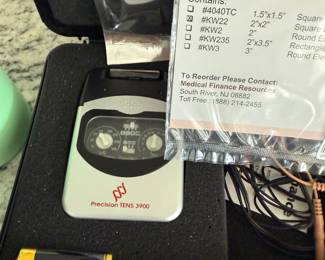 Contains:
#4040TC 1.5"x1.5" Square
#KW22 2"x2" Square
#KW2 2" Round
#KW235 2"x3.5" Rectangle
#KW3 3" Round
To Reorder Please Contact:
Medical Finance Resources
South River, NJ 08882
Toll Free: (888) 214-2455
Precision TENS 3900